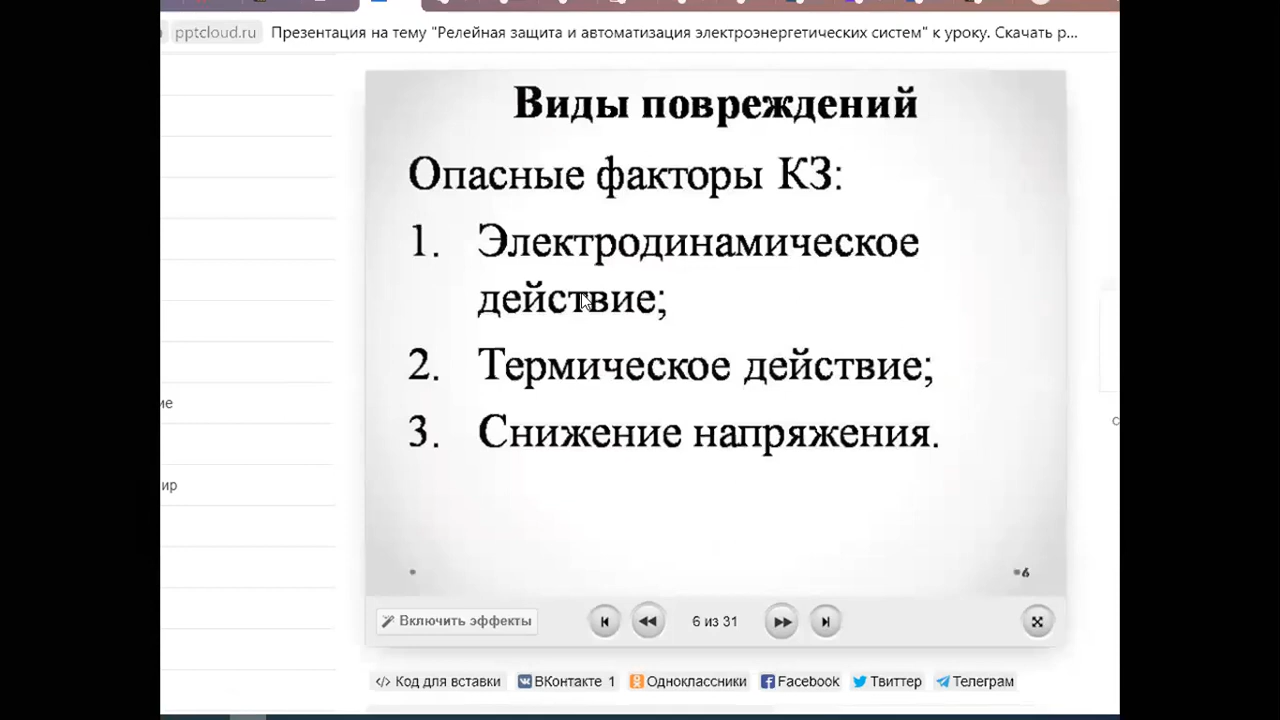 pptcloud.ru Презентация на тему "Релейная защита и автоматизация электроэнергетических систем" к уроку. Скачать р...
Виды повреждений
Опасные факторы КЗ:
1. Электродинамическое
действие;
2. Термическое действие;
3. Снижение напряжения.
6
Включить эффекты
6 из 31
Код для вставки ВКонтакте 1 Одноклассники Facebook Твиттер Телеграм